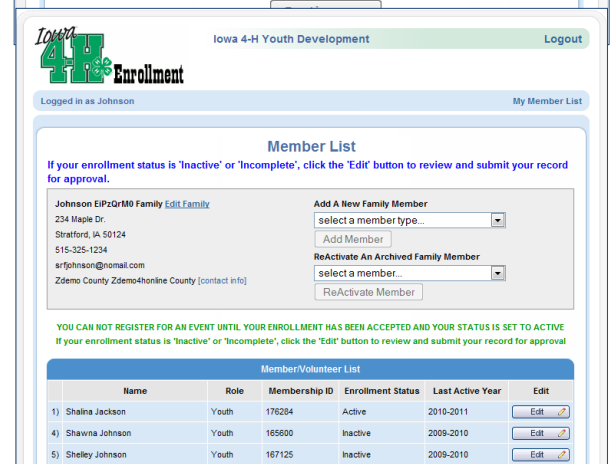 Iowa
4-H Enrollment
Iowa 4-H Youth Development
Logout
Logged in as Johnson
My Member List
Member List
If your enrollment status is 'Inactive' or 'Incomplete', click the 'Edit' button to review and submit your record
for approval.
Johnson EiPzQrM0 Family Edit Family
234 Maple Dr.
Stratford, IA 50124
515-325-1234
srfjohnson@nomail.com
Zdemo County Zdemo4honline County [contact info]
Add A New Family Member
select a member type...
Add Member
ReActivate An Archived Family Member
select a member...
ReActivate Member
YOU CAN NOT REGISTER FOR AN EVENT UNTIL YOUR ENROLLMENT HAS BEEN ACCEPTED AND YOUR STATUS IS SET TO ACTIVE
If your enrollment status is 'Inactive' or 'Incomplete', click the 'Edit' button to review and submit your record for approval
Member/Volunteer List
Name Role Membership ID Enrollment Status Last Active Year Edit
1) Shalina Jackson Youth 176284 Active 2010-2011 Edit
4) Shawna Johnson Youth 165600 Inactive 2009-2010 Edit
5) Shelley Johnson Youth 167125 Inactive 2009-2010 Edit